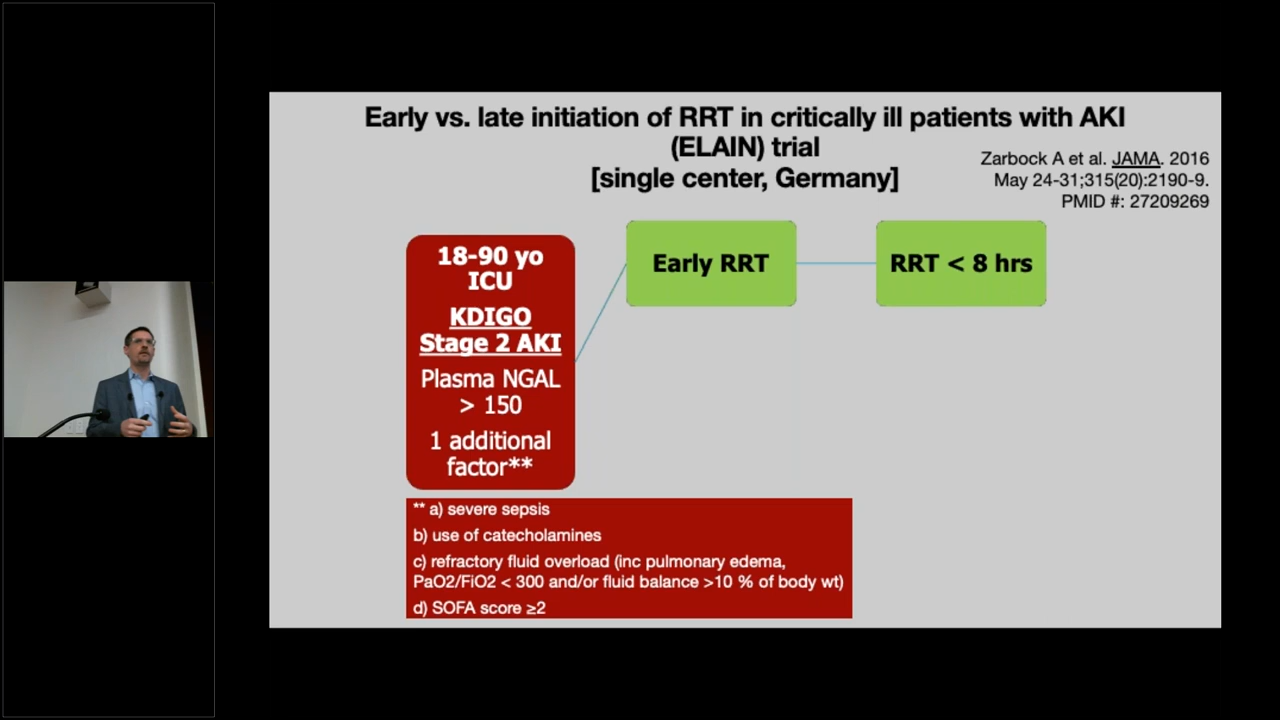 Early vs. late initiation of RRT in critically ill patients with AKI
(ELAIN) trial
[single center, Germany]
Zarbock A et al. JAMA. 2016
May 24-31;315(20):2190-9.
PMID #: 27209269
18-90 yo
ICU
KDIGO
Stage 2 AKI
Plasma NGAL
> 150
1 additional
factor**
Early RRT
RRT < 8 hrs
** a) severe sepsis
b) use of catecholamines
c) refractory fluid overload (inc pulmonary edema,
PaO2/FiO2 < 300 and/or fluid balance >10 % of body wt)
d) SOFA score ≥2